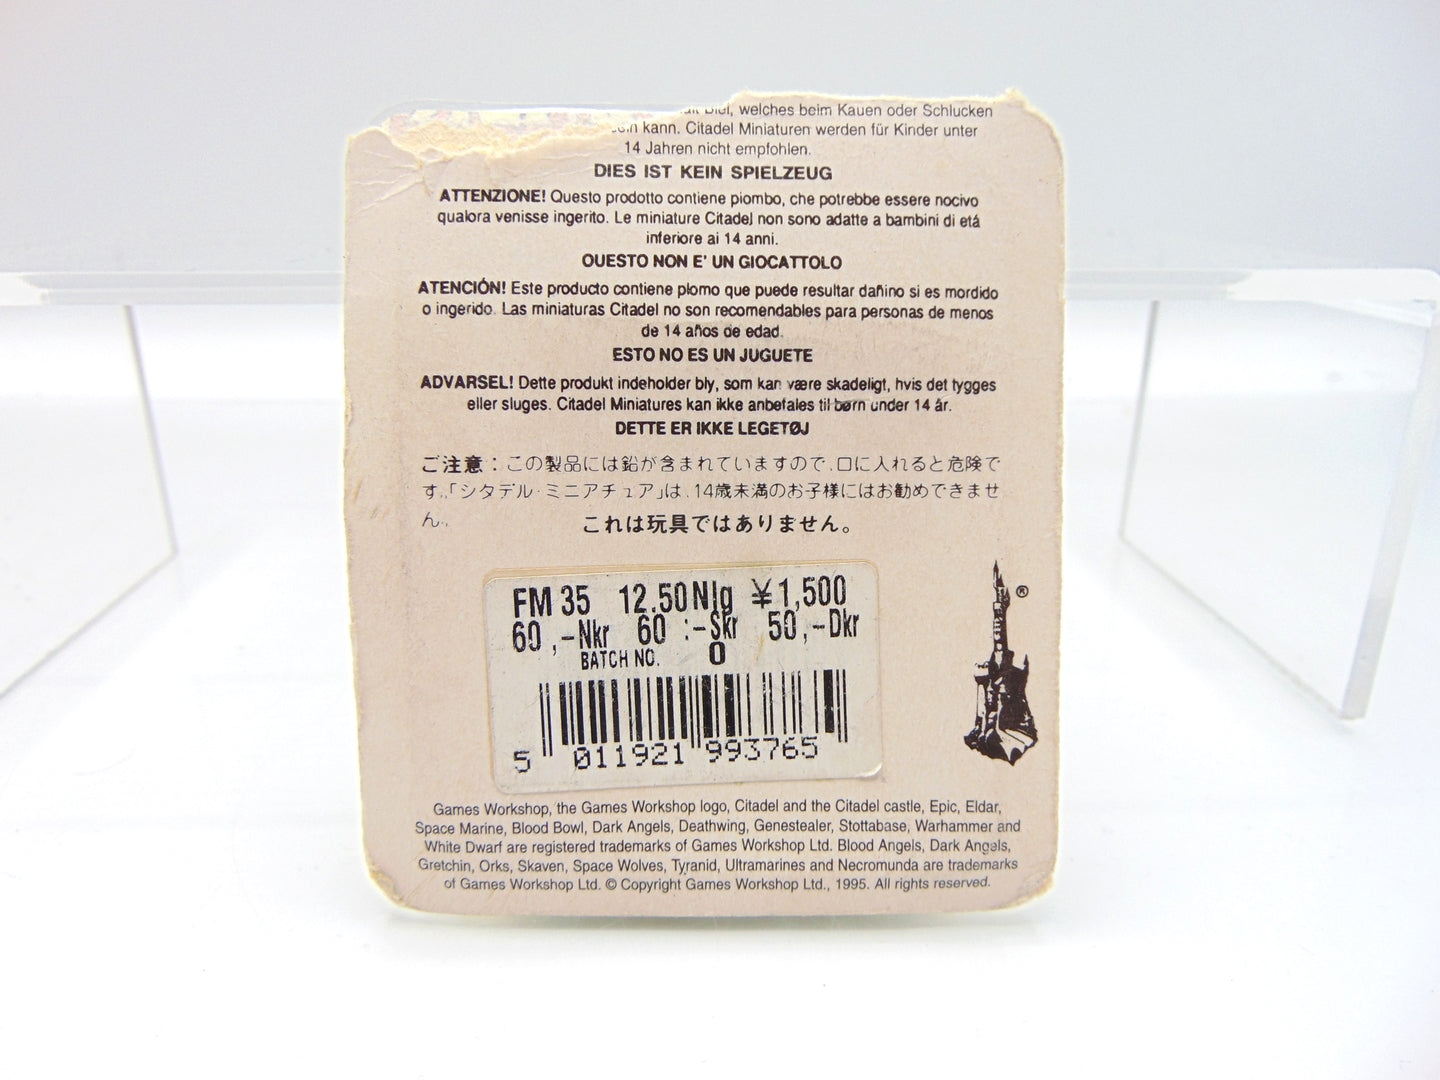 Blei, welches beim Kauen oder Schlucken
sein kann. Citadel Miniaturen werden für Kinder unter
14 Jahren nicht empfohlen.
DIES IST KEIN SPIELZEUG
ATTENZIONE! Questo prodotto contiene piombo, che potrebbe essere nocivo
qualora venisse ingerito. Le miniature Citadel non sono adatte a bambini di etá
inferiore ai 14 anni.
QUESTO NON E' UN GIOCATTOLO
ATENCIÓN! Este producto contiene plomo que puede resultar dañino si es mordido
o ingerido. Las miniaturas Citadel no son recomendables para personas de menos
de 14 años de edad.
ESTO NO ES UN JUGUETE
ADVARSEL! Dette produkt indeholder bly, som kan være skadeligt, hvis det tygges
eller sluges. Citadel Miniatures kan ikke anbefales til børn under 14 år.
DETTE ER IKKE LEGETØJ
ご注意：この製品には鉛が含まれていますので、口に入れると危険で
す。「シタデル・ミニアチュア」は、14歳未満のお子様にはお勧めできませ
ん。 これは玩具ではありません。
FM 35 12.50Nlg ¥1,500
60,-Nkr 60:-Skr 50,-Dkr
BATCH NO. 0
5 011921 993765
®
Games Workshop, the Games Workshop logo, Citadel and the Citadel castle, Epic, Eldar,
Space Marine, Blood Bowl, Dark Angels, Deathwing, Genestealer, Stottabase, Warhammer and
White Dwarf are registered trademarks of Games Workshop Ltd. Blood Angels, Dark Angels,
Gretchin, Orks, Skaven, Space Wolves, Tyranid, Ultramarines and Necromunda are trademarks
of Games Workshop Ltd. © Copyright Games Workshop Ltd., 1995. All rights reserved.